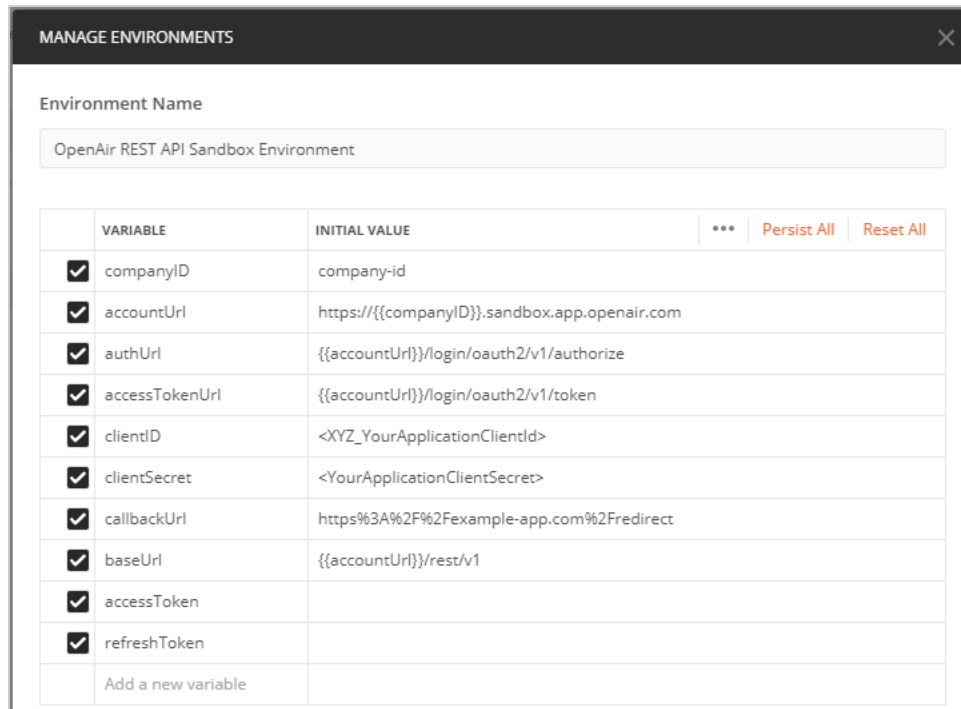 MANAGE ENVIRONMENTS
Environment Name
OpenAir REST API Sandbox Environment
VARIABLE INITIAL VALUE ••• Persist All Reset All
companyID company-id
accountUrl https://{{companyID}}.sandbox.app.openair.com
authUrl {{accountUrl}}/login/oauth2/v1/authorize
accessTokenUrl {{accountUrl}}/login/oauth2/v1/token
clientID <XYZ_YourApplicationClientId>
clientSecret <YourApplicationClientSecret>
callbackUrl https%3A%2F%2Fexample-app.com%2Fredirect
baseUrl {{accountUrl}}/rest/v1
accessToken
refreshToken
Add a new variable